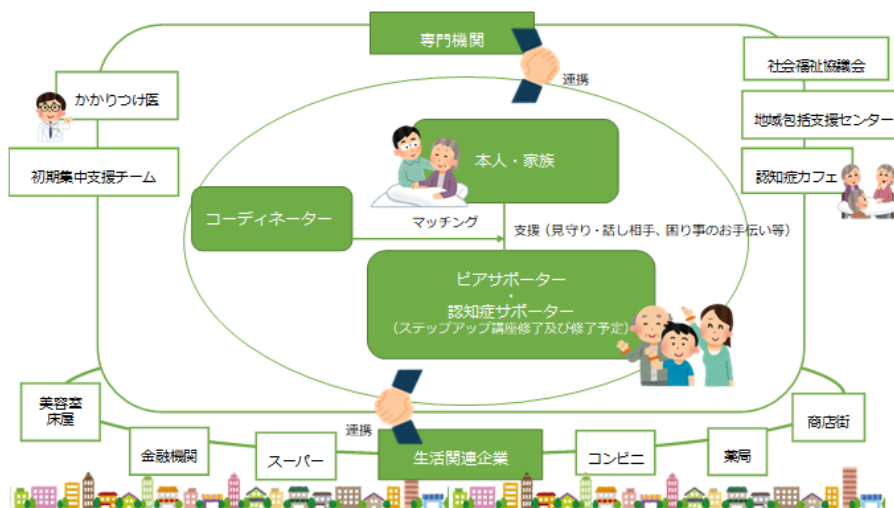 専門機関
連携
社会福祉協議会
かかりつけ医
地域包括支援センター
初期集中支援チーム
認知症カフェ
本人・家族
コーディネーター
マッチング
支援（見守り・話し相手、困り事のお手伝い等）
ピアサポーター
・
認知症サポーター
（ステップアップ講座修了及び修了予定）
美容室
床屋
商店街
連携
金融機関
スーパー
生活関連企業
コンビニ
薬局